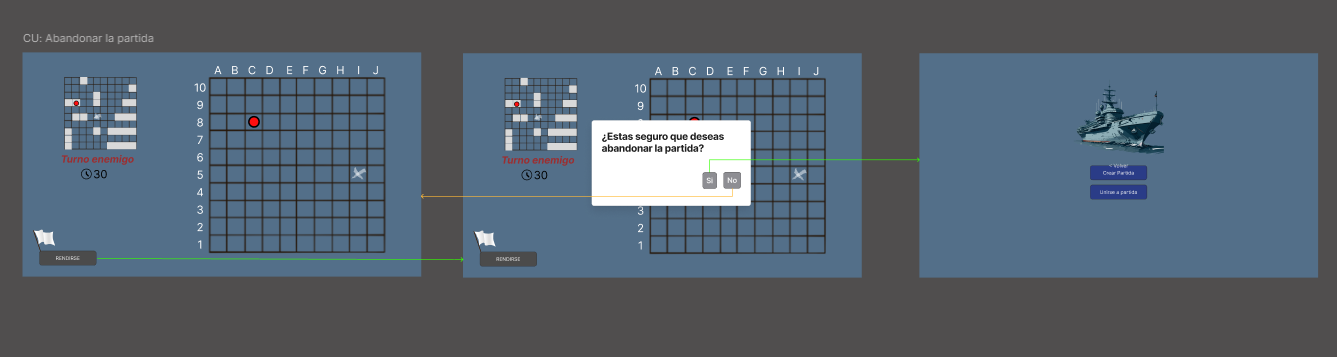 CU: Abandonar la partida
A B C D E F G H I J
10
9
8
7
6
5
4
3
2
1
Turno enemigo
30
RENDIRSE
A B C D E F G H I J
10
9
¿Estas seguro que deseas
abandonar la partida?
Si No
3
2
1
Turno enemigo
30
RENDIRSE
< Volver
Crear Partida
Unirse a partida